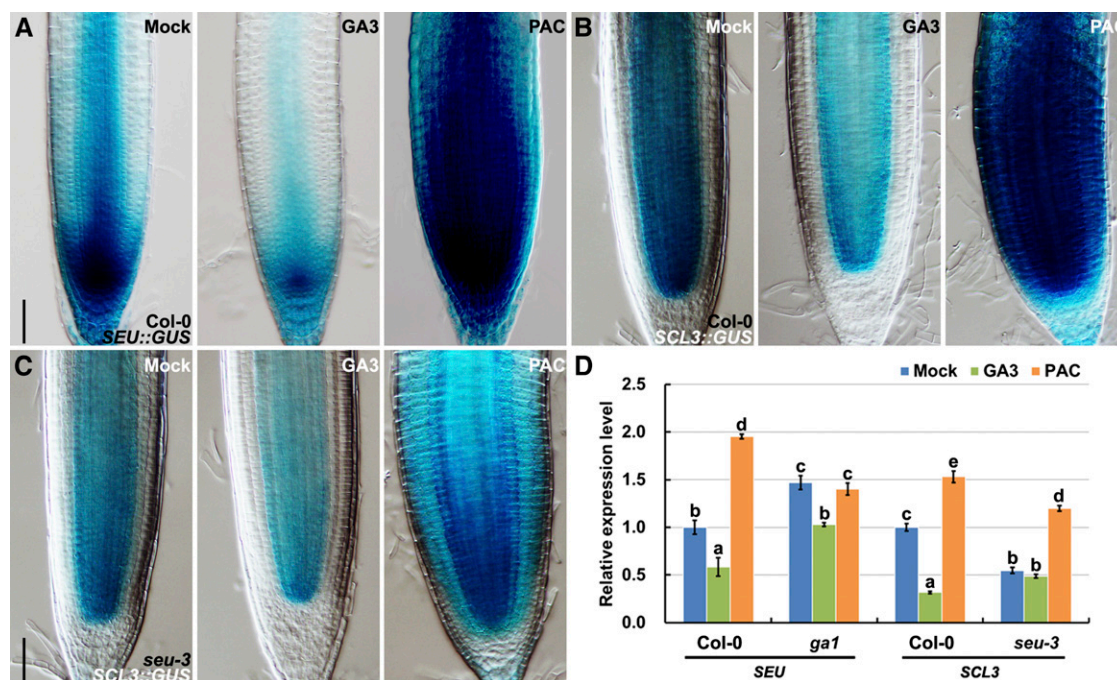 A Mock GA3 PAC
Col-0
SEU::GUS
B Mock GA3 PAC
Col-0
SCL3::GUS
C Mock GA3 PAC
seu-3
SCL3::GUS
D
Mock GA3 PAC
Relative expression level
2.5
2.0
1.5
1.0
0.5
0.0
b a d c b c c a e b b d
Col-0 ga1 Col-0 seu-3
SEU SCL3